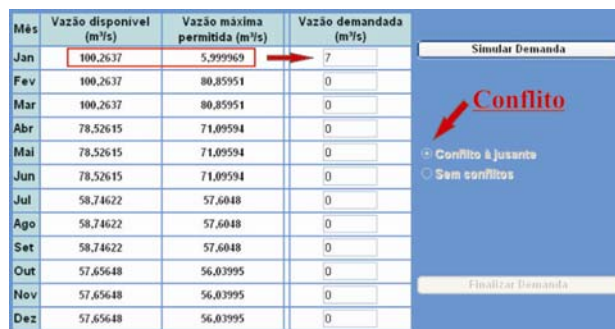 Mês Vazão disponível (m³/s) Vazão máxima permitida (m³/s) Vazão demandada (m³/s)
Jan 100,2637 5,999969 7
Fev 100,2637 80,85951 0
Mar 100,2637 80,85951 0
Abr 78,52615 71,09594 0
Mai 78,52615 71,09594 0
Jun 78,52615 71,09594 0
Jul 58,74622 57,6048 0
Ago 58,74622 57,6048 0
Set 58,74622 57,6048 0
Out 57,65648 56,03995 0
Nov 57,65648 56,03995 0
Dez 57,65648 56,03995 0
Simular Demanda
Conflito
Conflito à jusante
Sem conflitos
Finalizar Demanda